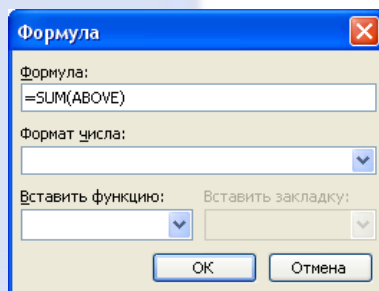 Формула
Формула:
=SUM(ABOVE)
Формат числа:
Вставить функцию: Вставить закладку:
ОК Отмена